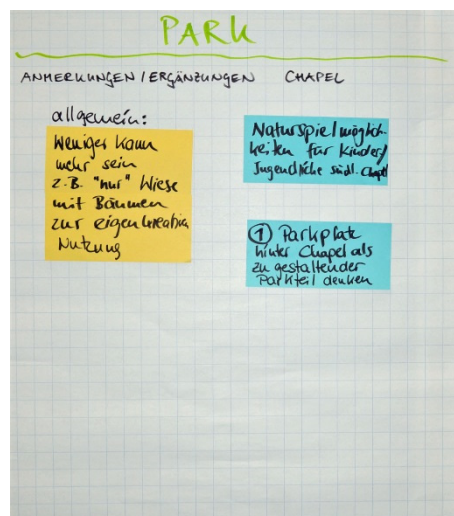 PARK
ANMERKUNGEN / ERGÄNZUNGEN CHAPEL
allgemein:
Weniger kann
mehr sein
z.B. "nur" Wiese
mit Bäumen
zur eigenkreativen
Nutzung
Naturspielmöglich-
keiten für Kinder/
Jugendliche südl. Chapel
① Parkplatz
hinter Chapel als
zu gestaltender
Parkteil denken